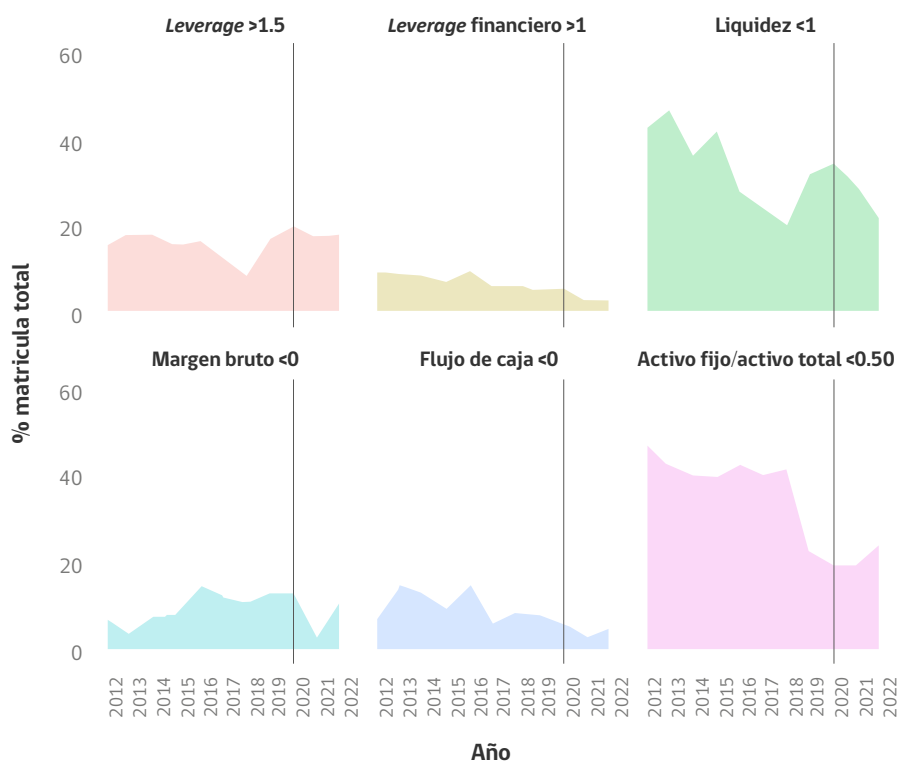 Leverage >1.5
Leverage financiero >1
Liquidez <1
60
40
20
0
% matricula total
Margen bruto <0
Flujo de caja <0
Activo fijo/activo total <0.50
60
40
20
0
2012 2013 2014 2015 2016 2017 2018 2019 2020 2021 2022
2012 2013 2014 2015 2016 2017 2018 2019 2020 2021 2022
2012 2013 2014 2015 2016 2017 2018 2019 2020 2021 2022
Año